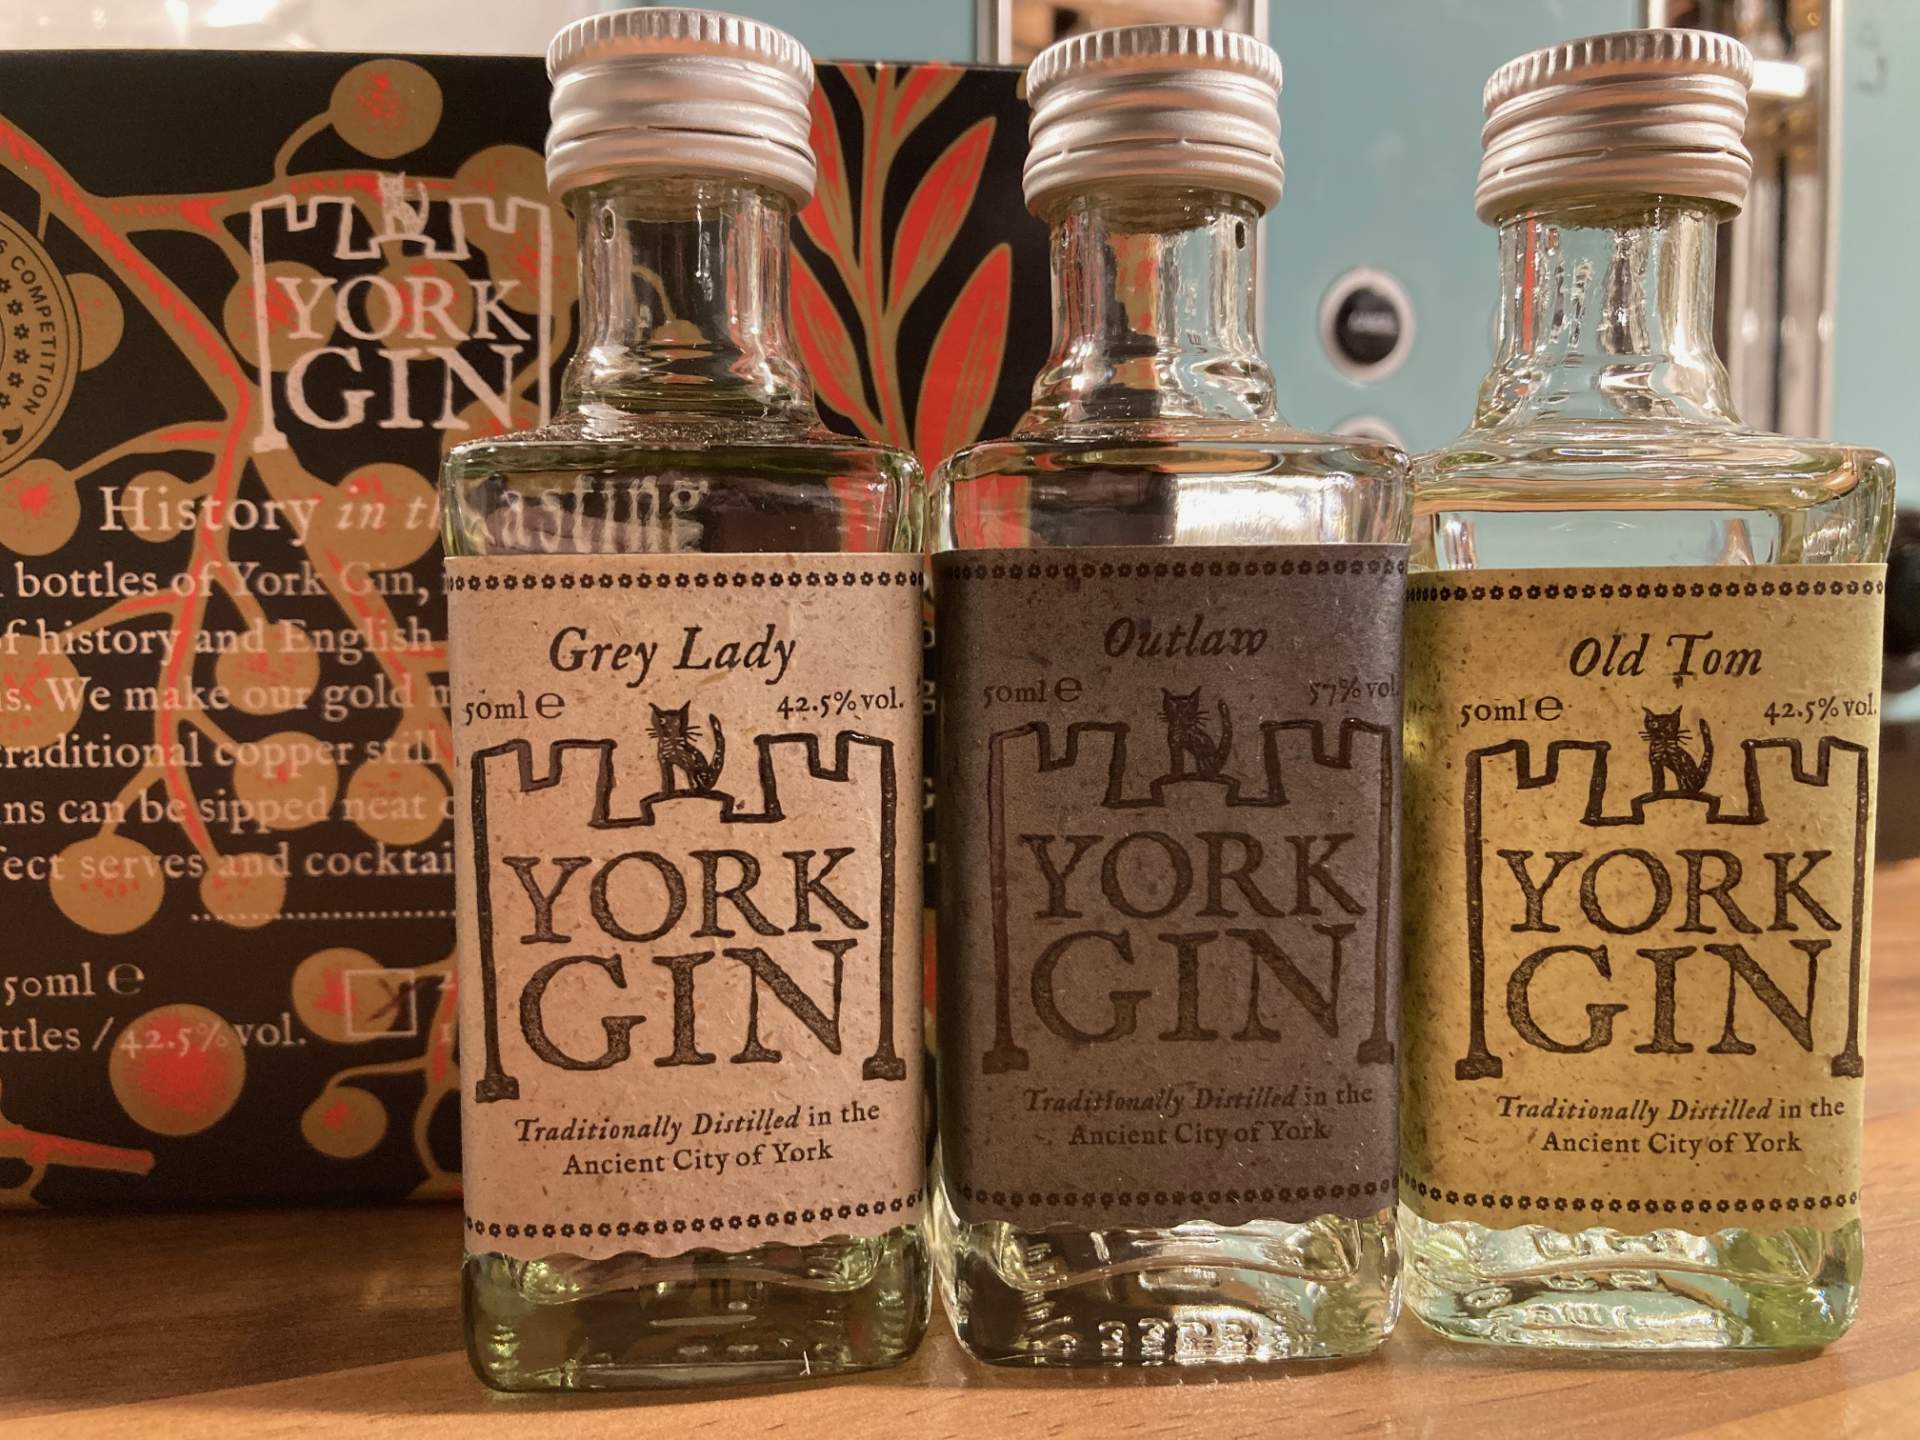 COMPETITION
YORK
GIN
History in th
bottles of York Gin,
of history and English
s. We make our gold m
traditional copper still
ns can be sipped neat
fect serves and cocktai
50ml e
ttles / 42.5% vol.
asting
Grey Lady
50ml e 42.5% vol.
YORK
GIN
Traditionally Distilled in the
Ancient City of York
Outlaw
50ml e 57% vol.
YORK
GIN
Traditionally Distilled in the
Ancient City of York
Old Tom
50ml e 42.5% vol.
YORK
GIN
Traditionally Distilled in the
Ancient City of York